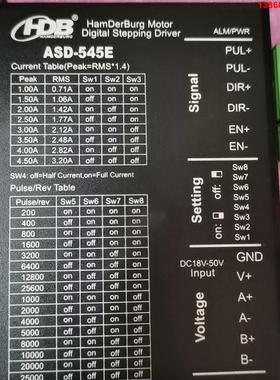 HDB
HAMDERBURG
HamDerBurg Motor
Digital Stepping Driver
ASD-545E
Current Table(Peak=RMS*1.4)
Peak RMS Sw1 Sw2 Sw3
1.00A 0.71A on on on
1.50A 1.06A off on on
2.00A 1.42A on off on
2.50A 1.77A off off on
3.00A 2.12A on on off
3.50A 2.48A off on off
4.00A 2.84A on off off
4.50A 3.20A off off off
SW4: off=Half Current,on=Full Current
Pulse/Rev Table
Pulse/rev Sw5 Sw6 Sw7 Sw8
200 on on on on
400 off on on on
800 on off on on
1600 off off on on
3200 on on off on
6400 off on off on
12800 on off off on
25600 off off off on
1000 on on on off
2000 off on on off
4000 on off on off
5000 off off on off
8000 on on off off
10000 off on off off
20000 on off off off
25000 off off off off
ALM/PWR
PUL+
PUL-
DIR+
DIR-
EN+
EN-
Signal
Sw8
Sw7
Sw6
Sw5
Sw4
Sw3
Sw2
Sw1
off:
on:
Setting
DC18V-50V
Input
GND
V+
A+
A-
B+
B-
Voltage